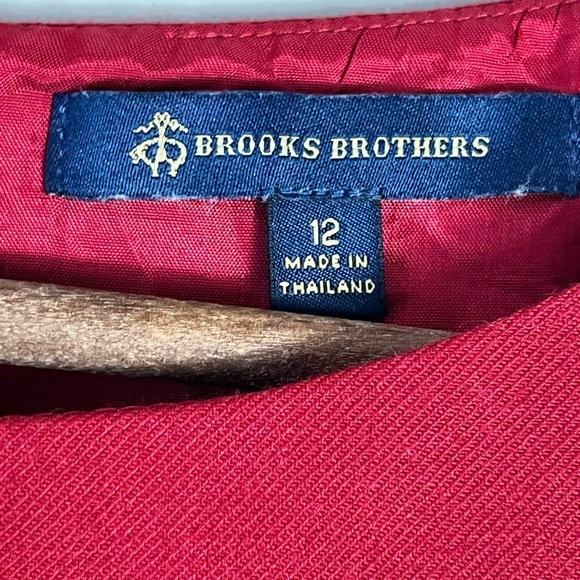 BROOKS BROTHERS
12
MADE IN
THAILAND